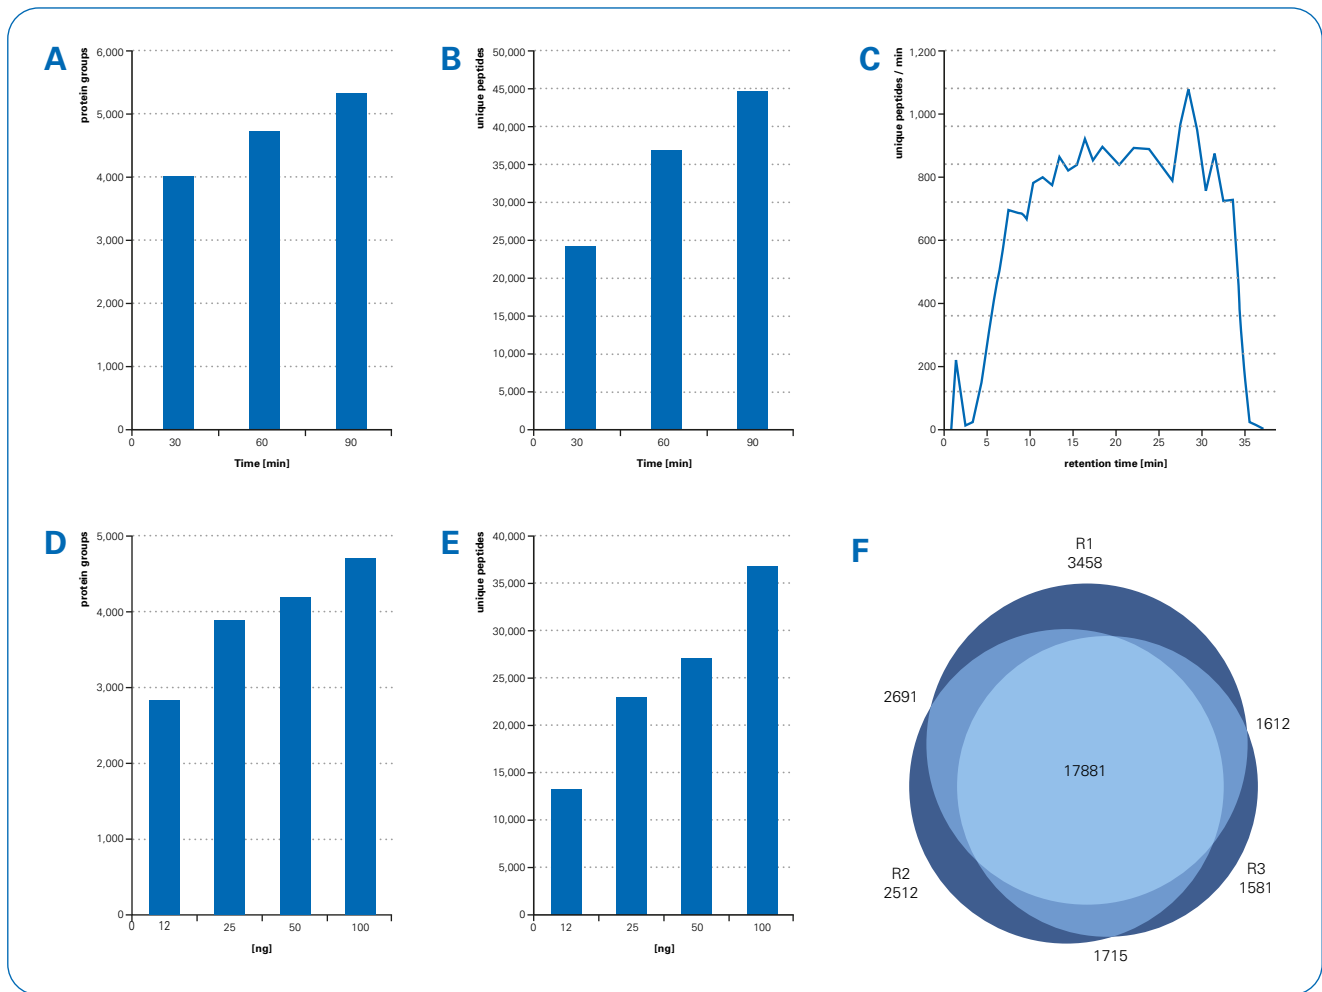 A
protein groups
6,000
5,000
4,000
3,000
2,000
1,000
0
0 30 60 90
Time [min]
B
unique peptides
50,000
45,000
40,000
35,000
30,000
25,000
20,000
15,000
10,000
5,000
0
0 30 60 90
Time [min]
C
unique peptides / min
1,200
1,000
800
600
400
200
0
0 5 10 15 20 25 30 35
retention time [min]
D
protein groups
5,000
4,000
3,000
2,000
1,000
0
0 12 25 50 100
[ng]
E
unique peptides
40,000
35,000
30,000
25,000
20,000
15,000
10,000
5,000
0
0 12 25 50 100
[ng]
F
R1
3458
2691
1612
17881
R2
2512
R3
1581
1715